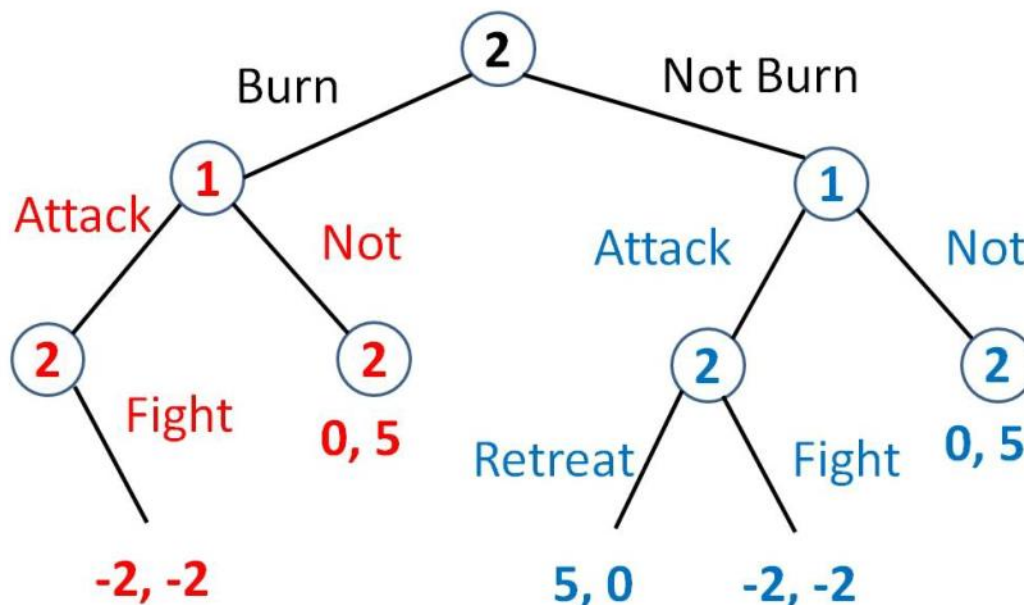 2
Burn
Not Burn
1
1
Attack
Not
Attack
Not
2
2
2
2
Fight
0, 5
Retreat
Fight
0, 5
-2, -2
5, 0
-2, -2